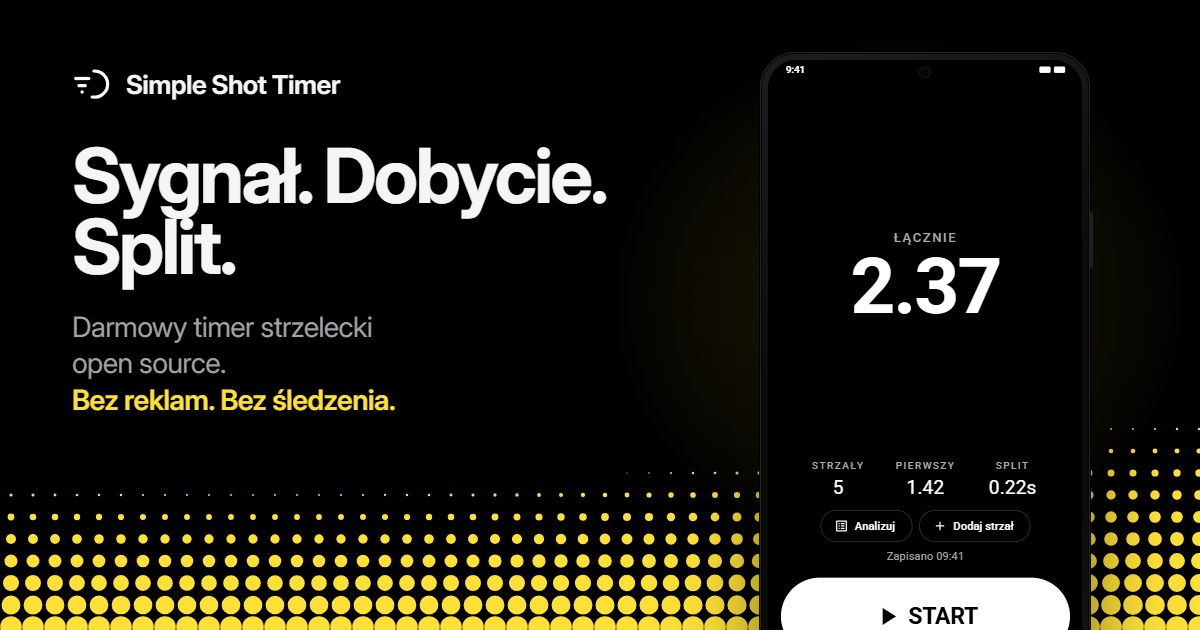 Simple Shot Timer
Sygnał. Dobycie.
Split.
Darmowy timer strzelecki
open source.
Bez reklam. Bez śledzenia.
9:41
ŁĄCZNIE
2.37
STRZAŁY PIERWSZY SPLIT
5 1.42 0.22s
Analizuj Dodaj strzał
Zapisano 09:41
START